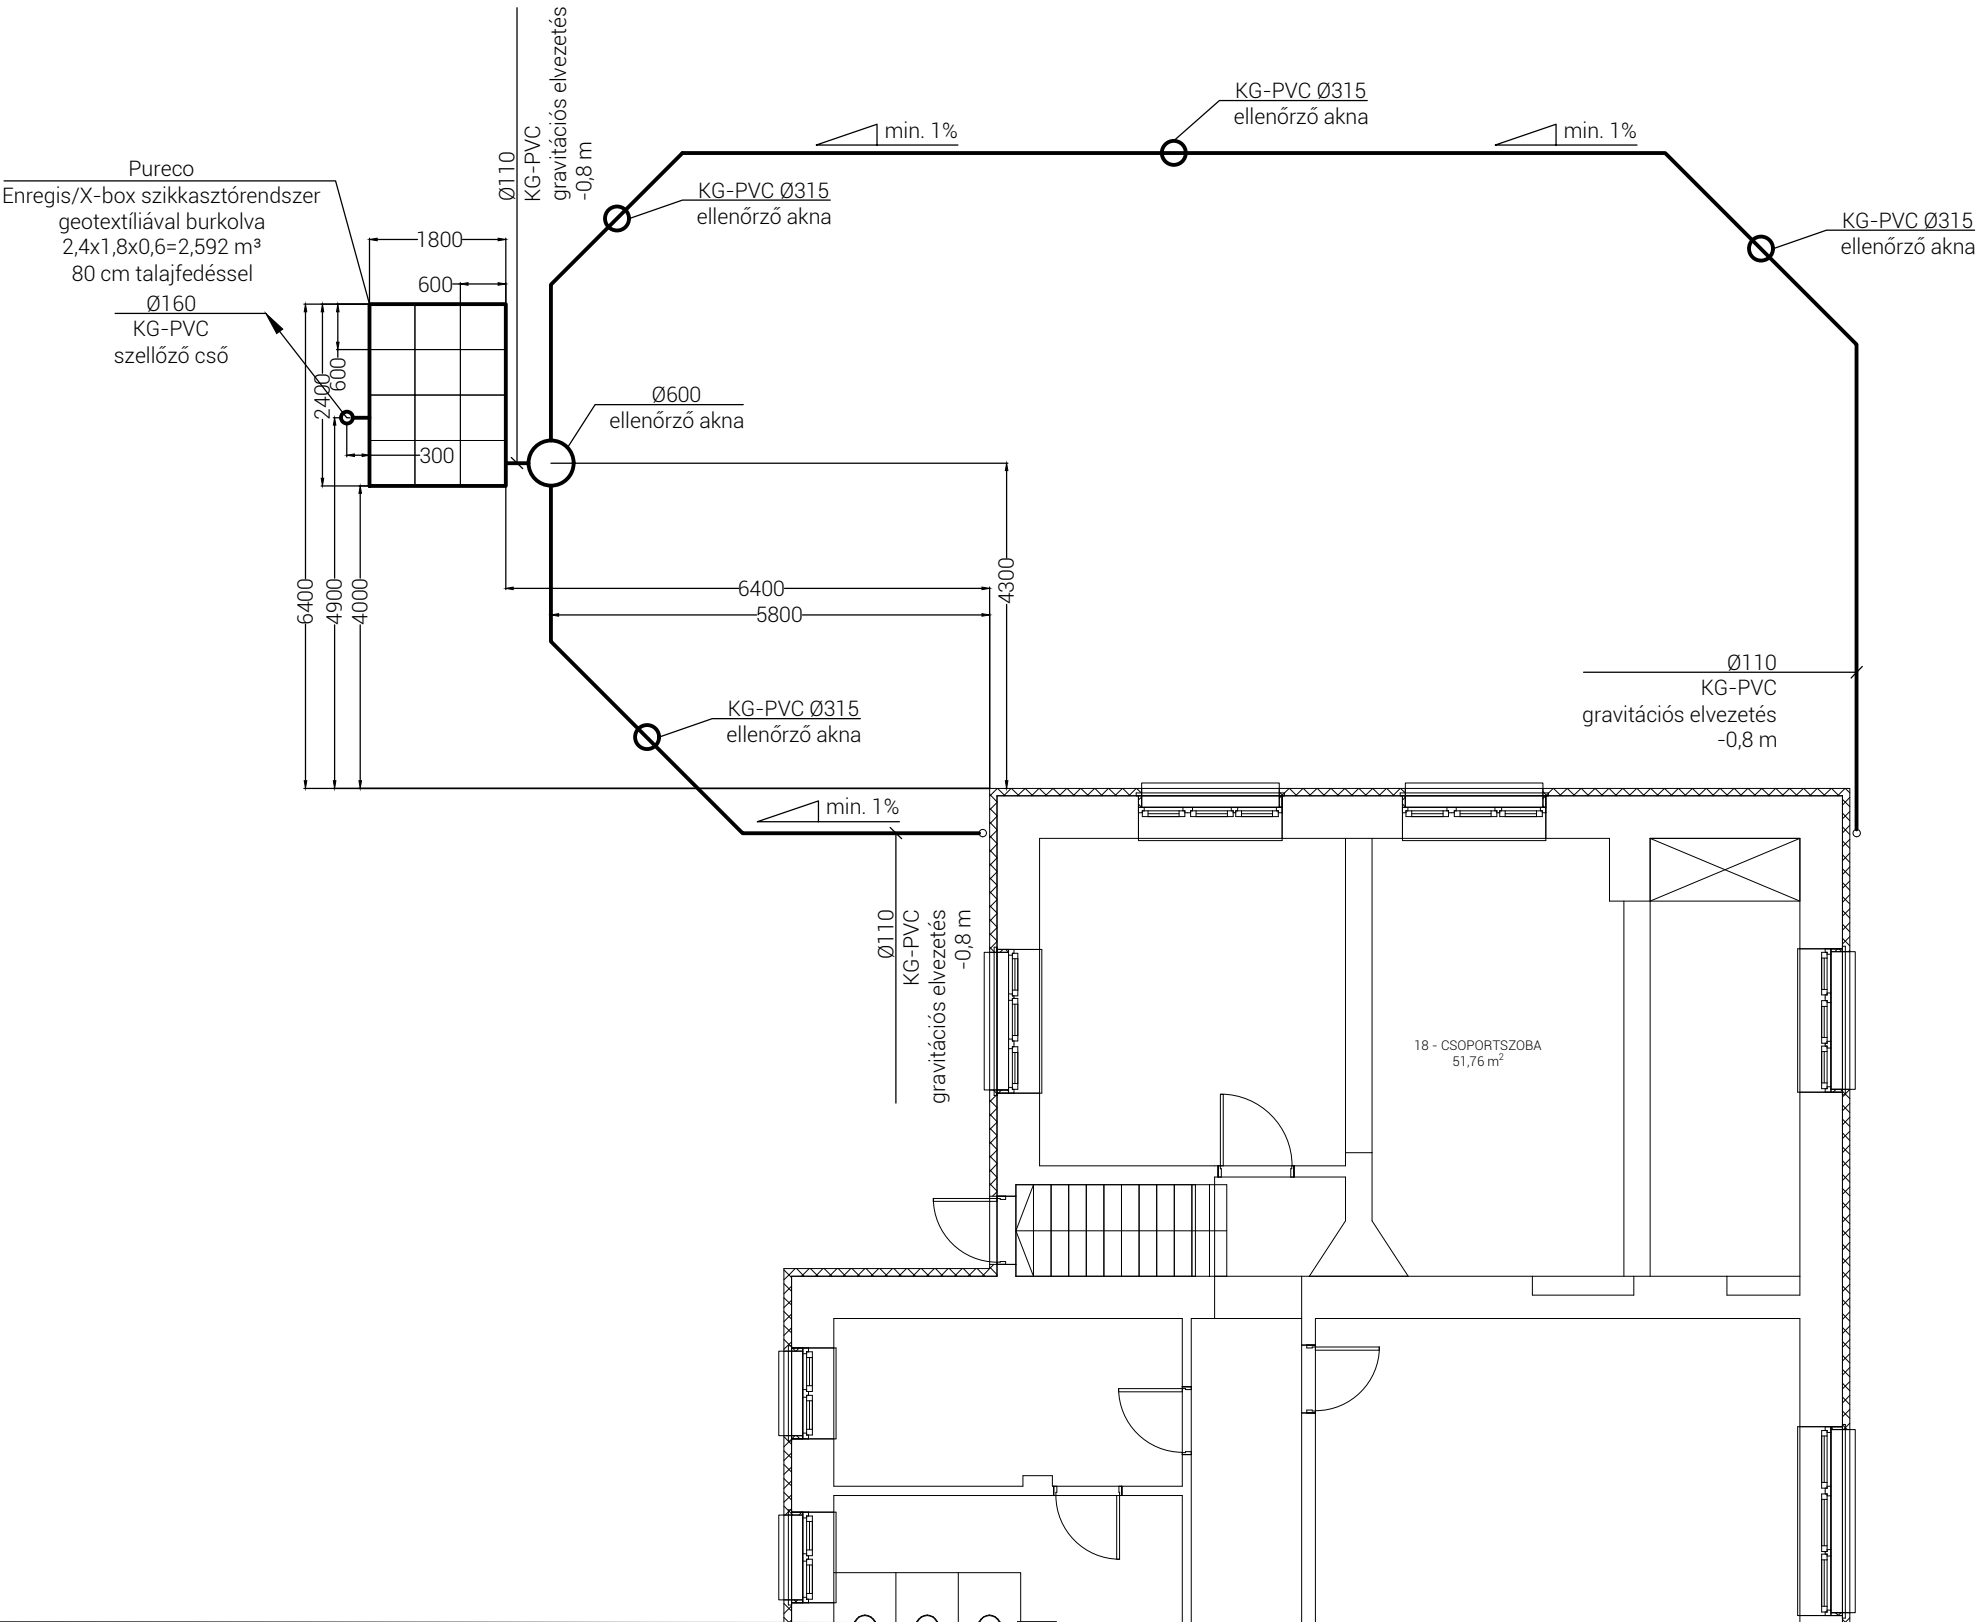 Ø110
KG-PVC
gravitációs elvezetés
-0,8 m
KG-PVC Ø315
ellenőrző akna
min. 1%
min. 1%
Pureco
Enregis/X-box szikkasztórendszer
geotextíliával burkolva
2,4x1,8x0,6=2,592 m³
80 cm talajfedéssel
KG-PVC Ø315
ellenőrző akna
KG-PVC Ø315
ellenőrző akna
1800
600
Ø160
KG-PVC
szellőző cső
600
2400
300
Ø600
ellenőrző akna
6400
4900
4000
6400
5800
4300
Ø110
KG-PVC
gravitációs elvezetés
-0,8 m
KG-PVC Ø315
ellenőrző akna
min. 1%
Ø110
KG-PVC
gravitációs elvezetés
-0,8 m
18 - CSOPORTSZOBA
51,76 m²